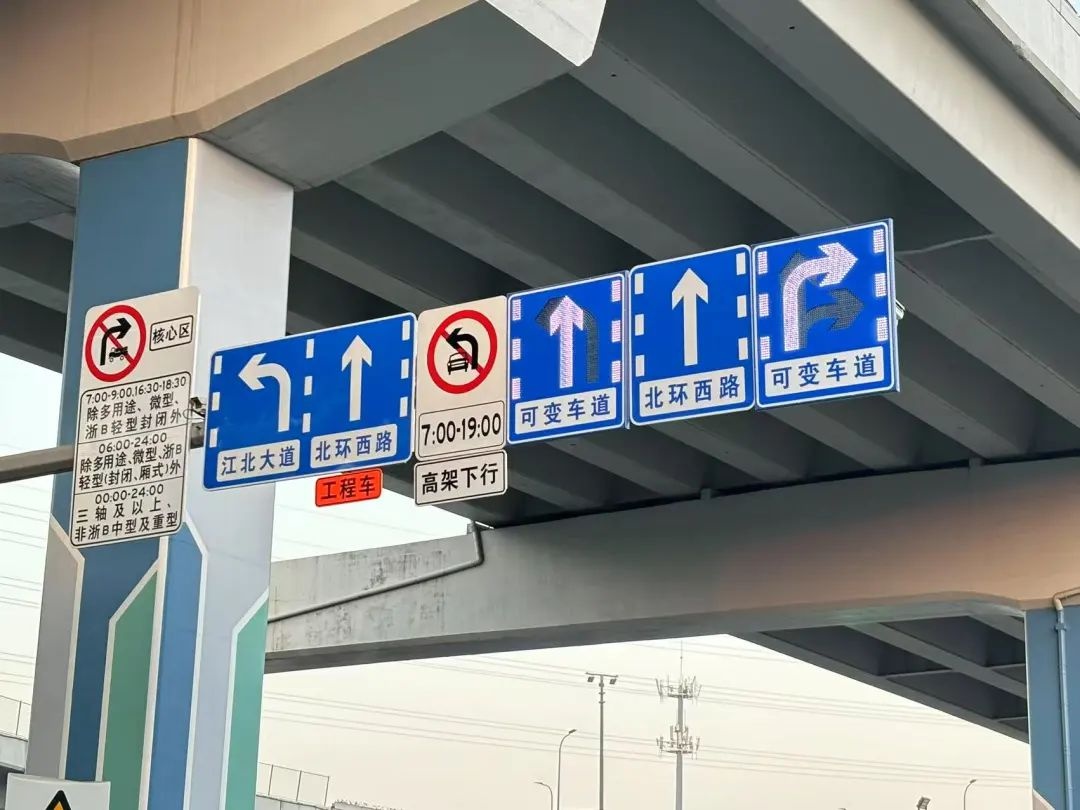 核心区
7:00-9:00.16:30-18:30
除多用途、微型、
浙B轻型封闭外
06:00-24:00
除多用途、微型、浙B
轻型(封闭、厢式)外
00:00-24:00
三轴及以上、
非浙B中型及重型
江北大道
北环西路
工程车
7:00-19:00
高架下行
可变车道
北环西路
可变车道